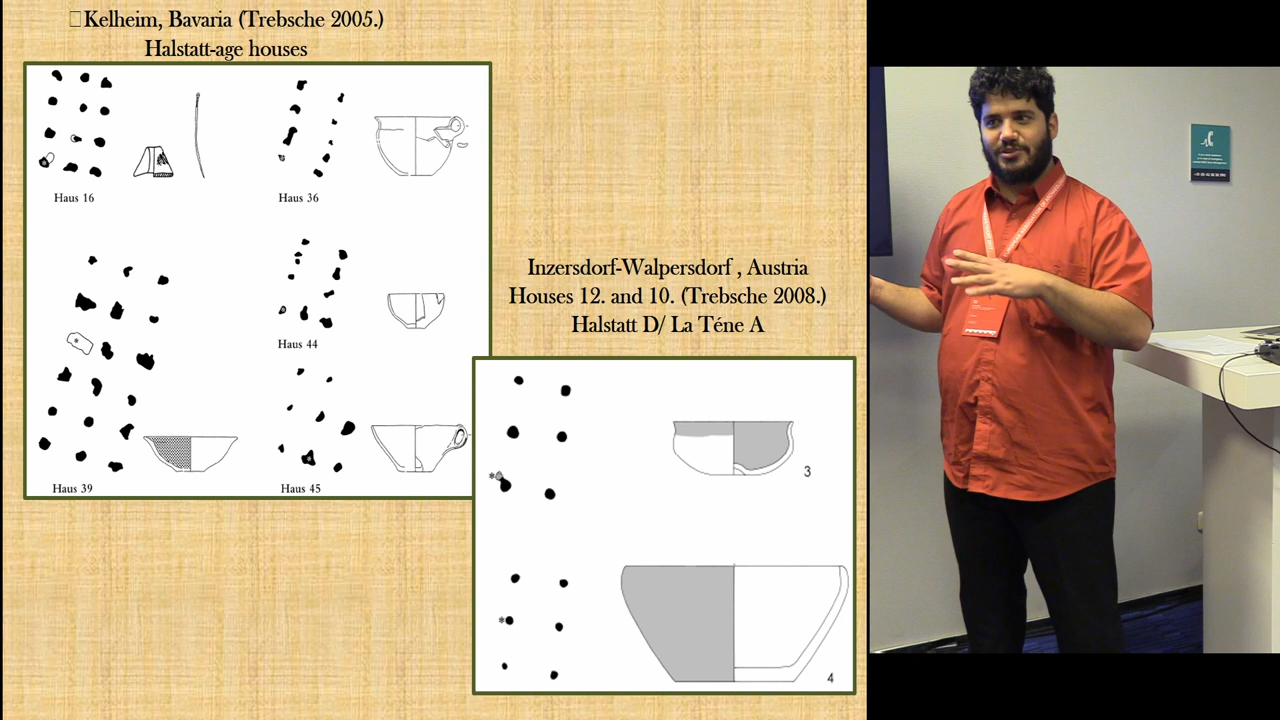 Kelheim, Bavaria (Trebsche 2005.)
Halstatt-age houses
Haus 16
Haus 36
Haus 44
Haus 39
Haus 45
Inzersdorf-Walpersdorf , Austria
Houses 12. and 10. (Trebsche 2008.)
Halstatt D/ La Téne A
3
4